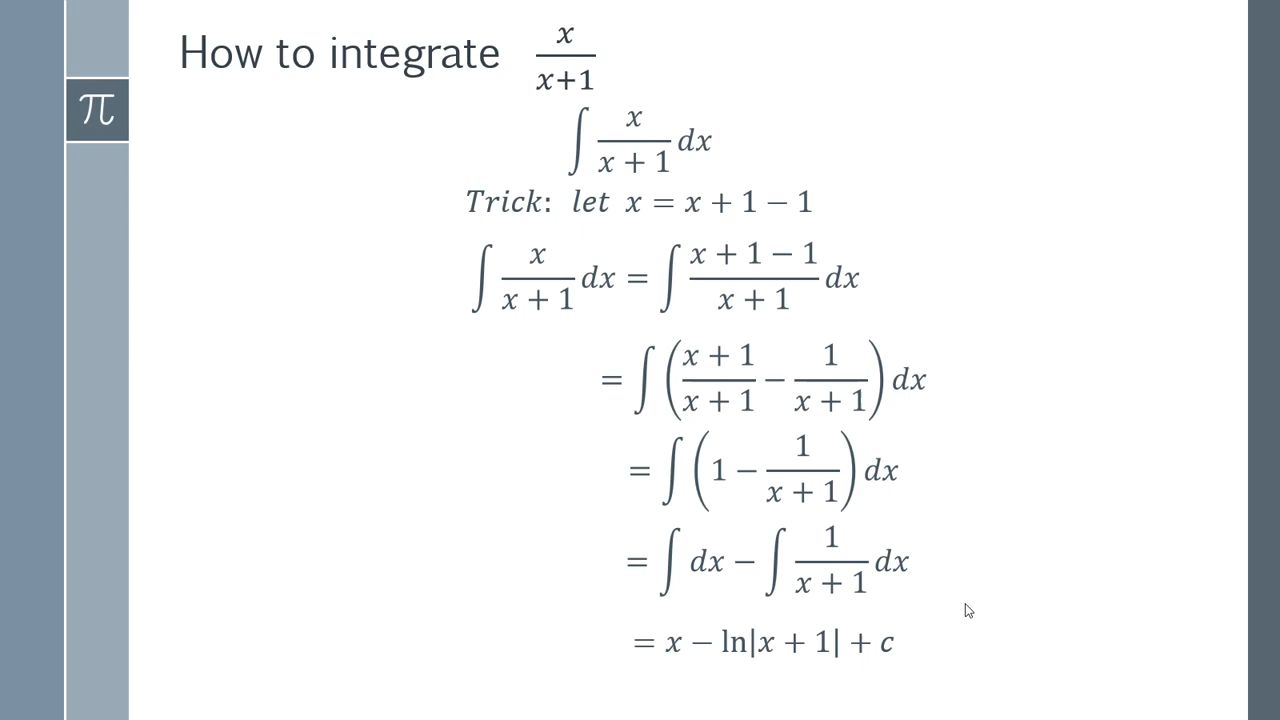 How to integrate x/(x+1)
π
∫ x/(x + 1) dx
Trick: let x = x + 1 − 1
∫ x/(x + 1) dx = ∫ (x + 1 − 1)/(x + 1) dx
= ∫ ((x + 1)/(x + 1) − 1/(x + 1)) dx
= ∫ (1 − 1/(x + 1)) dx
= ∫ dx − ∫ 1/(x + 1) dx
= x − ln|x + 1| + c